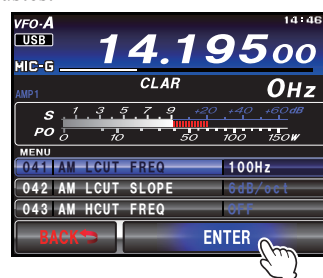 VFO-A 14:46
USB
14.19500
MIC-G
CLAR
AMP1 0Hz
S 1 3 5 7 9 +20 +40 +60dB
PO 0 10 50 100 150W
MENU
041 AM LCUT FREQ 100Hz
042 AM LCUT SLOPE 6dB/oct
043 AM HCUT FREQ OFF
BACK ENTER